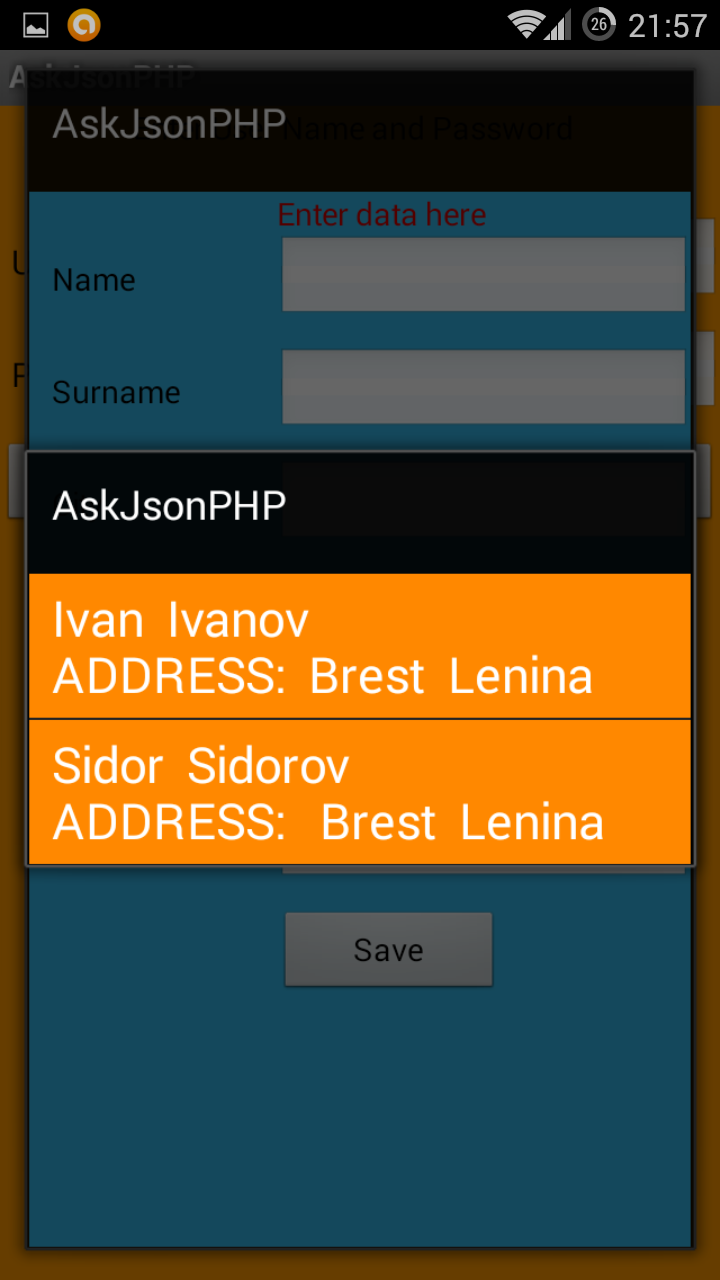 26 21:57
AskJsonPHP
AskJsonPHP
Name and Password
Enter data here
Name
Surname
AskJsonPHP
Ivan Ivanov
ADDRESS: Brest Lenina
Sidor Sidorov
ADDRESS: Brest Lenina
Save